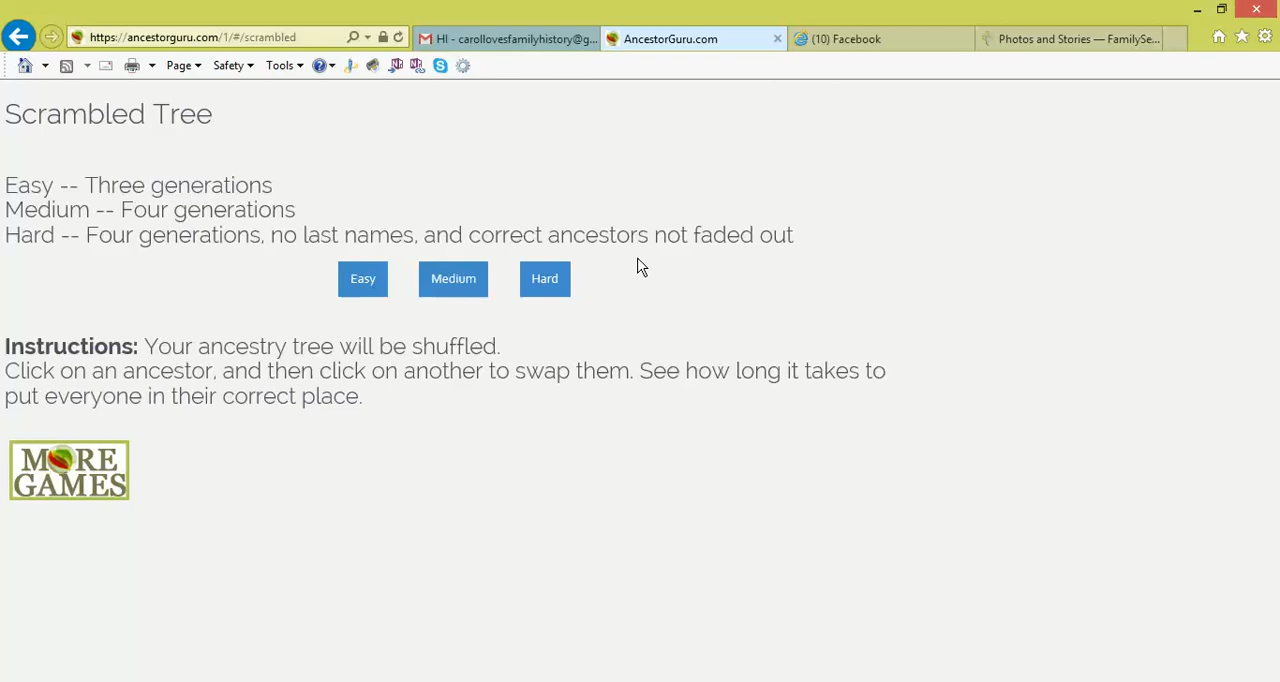 https://ancestorguru.com/1/#/scrambled
HI - carollovesfamilyhistory@g...
AncestorGuru.com
(10) Facebook
Photos and Stories — FamilySe...
Page
Safety
Tools
Scrambled Tree
Easy -- Three generations
Medium -- Four generations
Hard -- Four generations, no last names, and correct ancestors not faded out
Easy
Medium
Hard
Instructions: Your ancestry tree will be shuffled.
Click on an ancestor, and then click on another to swap them. See how long it takes to
put everyone in their correct place.
MORE
GAMES